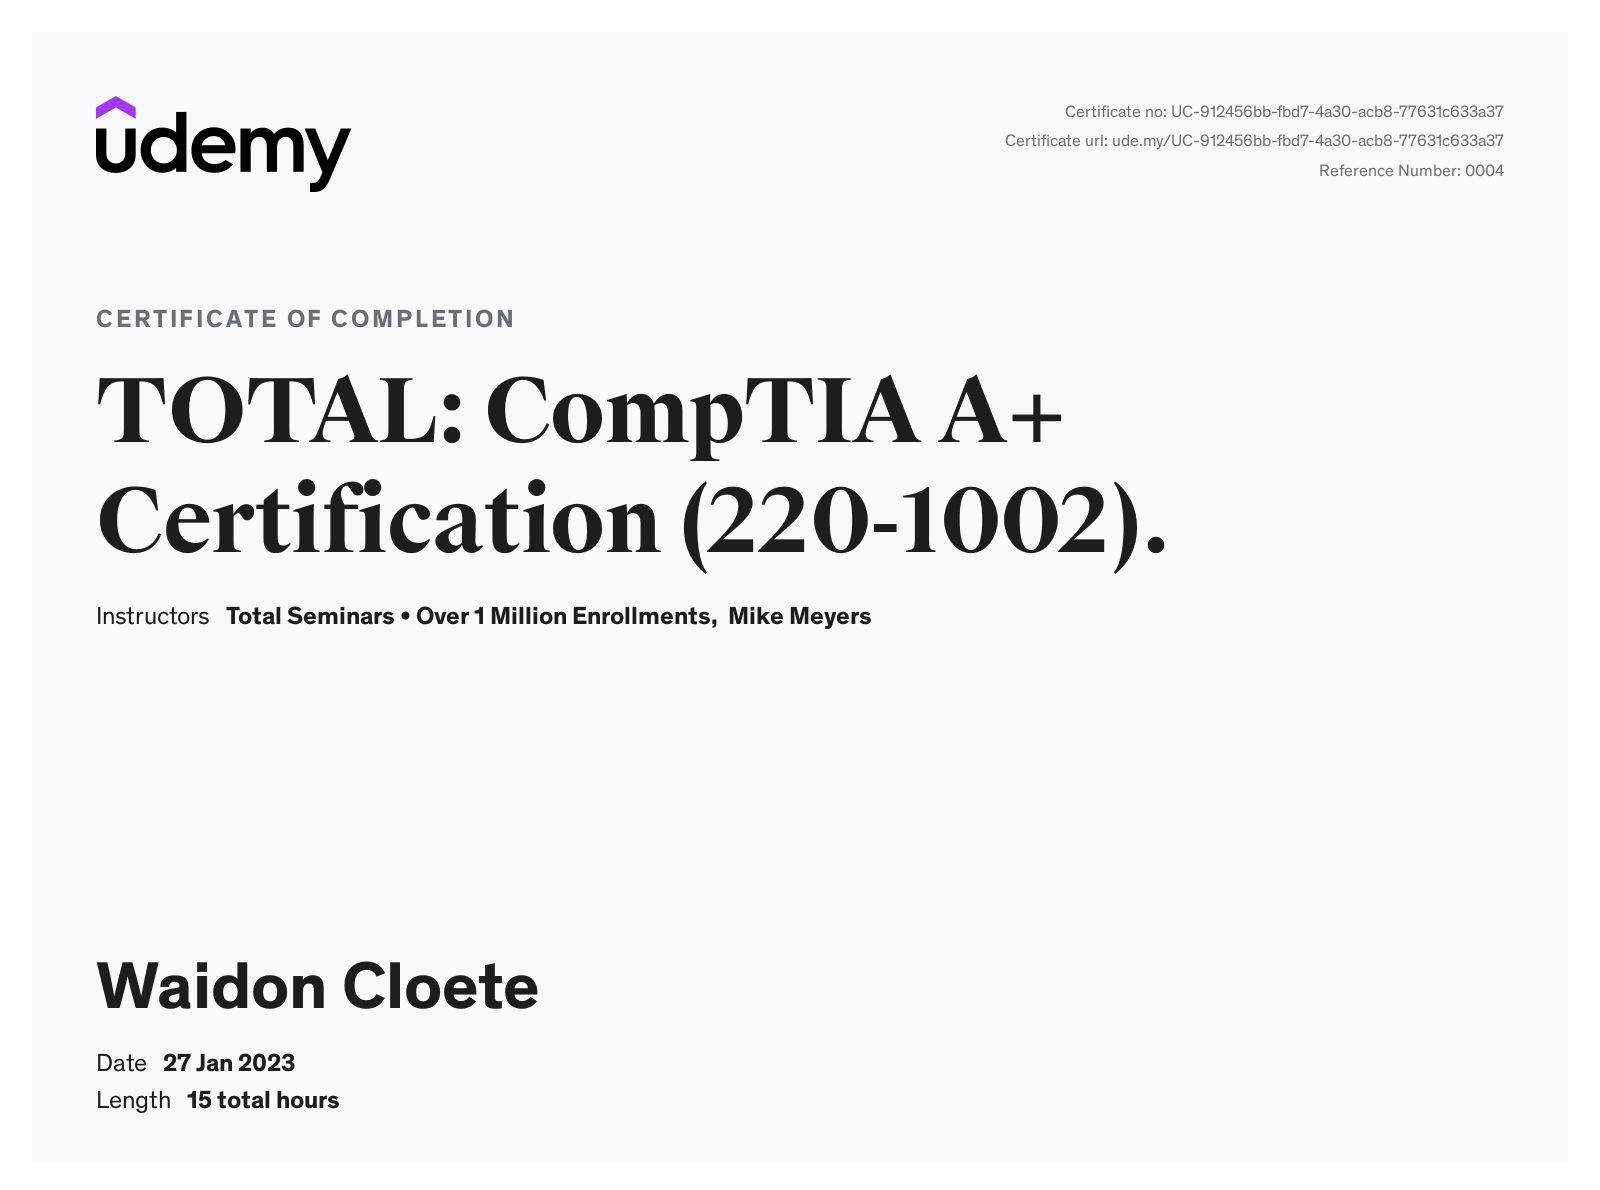 udemy
Certificate no: UC-912456bb-fbd7-4a30-acb8-77631c633a37
Certificate url: ude.my/UC-912456bb-fbd7-4a30-acb8-77631c633a37
Reference Number: 0004
CERTIFICATE OF COMPLETION
TOTAL: CompTIA A+
Certification (220-1002).
Instructors Total Seminars • Over 1 Million Enrollments, Mike Meyers
Waidon Cloete
Date 27 Jan 2023
Length 15 total hours